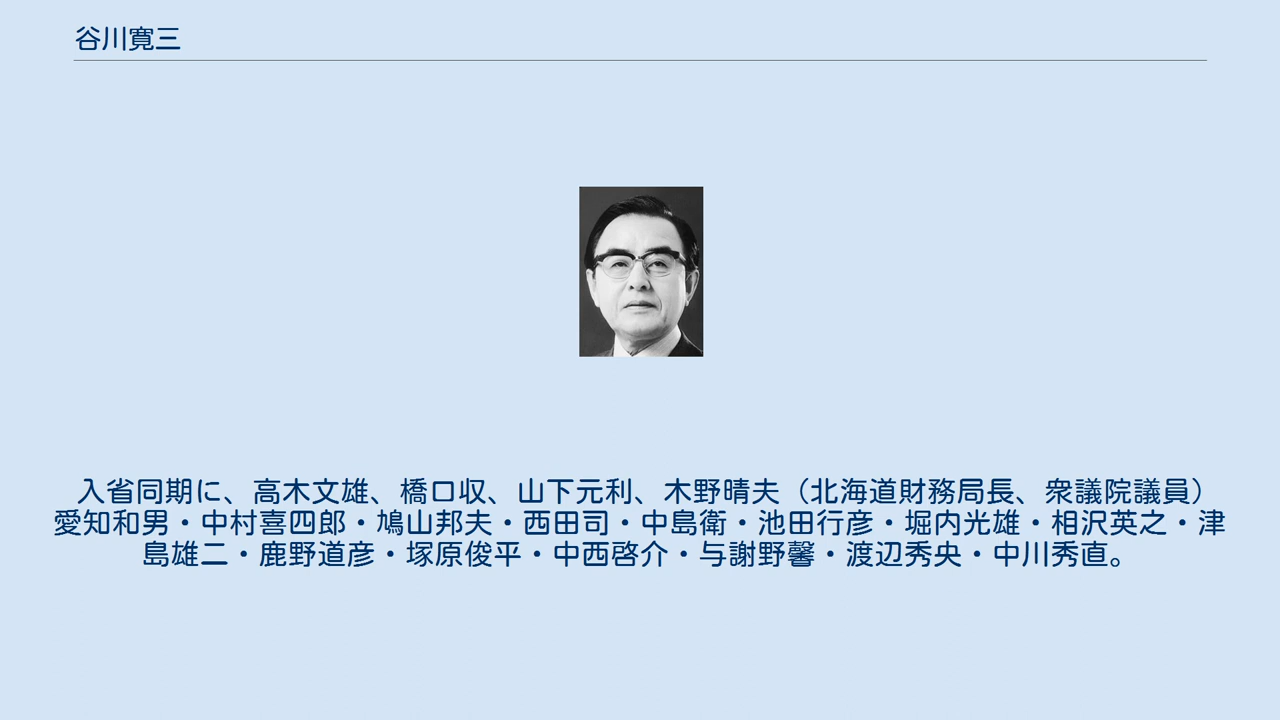 谷川寛三
入省同期に、高木文雄、橋口収、山下元利、木野晴夫（北海道財務局長、衆議院議員）
愛知和男・中村喜四郎・鳩山邦夫・西田司・中島衛・池田行彦・堀内光雄・相沢英之・津
島雄二・鹿野道彦・塚原俊平・中西啓介・与謝野馨・渡辺秀央・中川秀直。